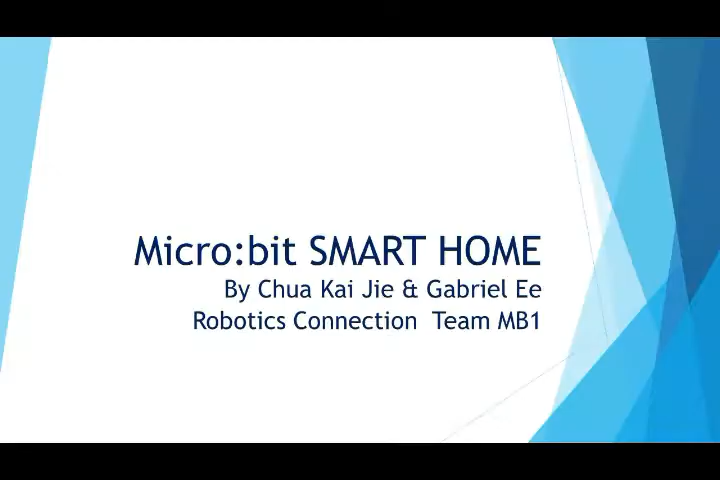 Micro:bit SMART HOME
By Chua Kai Jie & Gabriel Ee
Robotics Connection  Team MB1